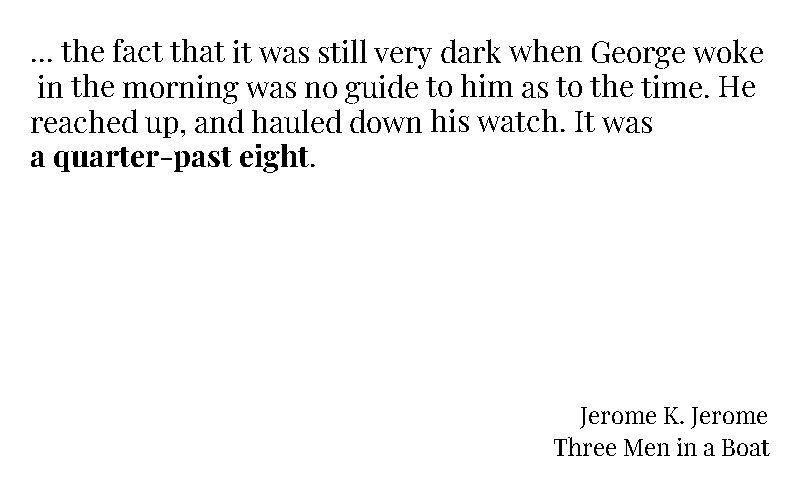 ... the fact that it was still very dark when George woke
in the morning was no guide to him as to the time. He
reached up, and hauled down his watch. It was
a quarter-past eight.
Jerome K. Jerome
Three Men in a Boat